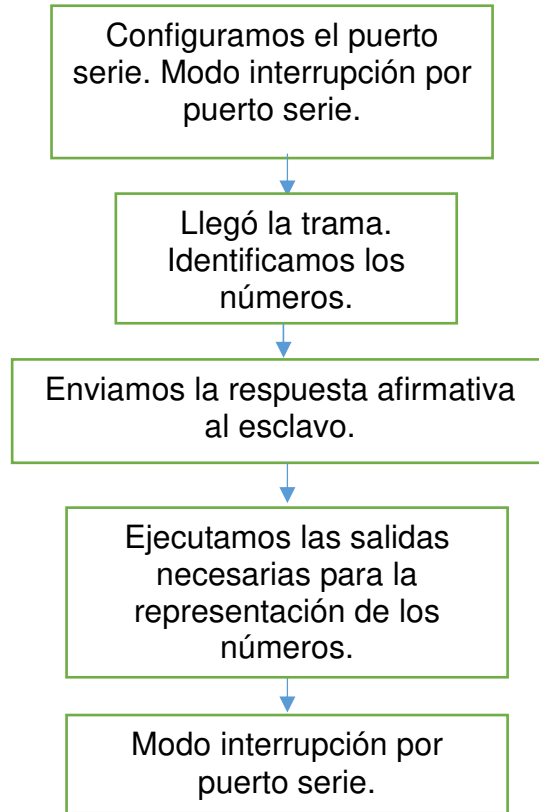 Configuramos el puerto
serie. Modo interrupción por
puerto serie.
Llegó la trama.
Identificamos los
números.
Enviamos la respuesta afirmativa
al esclavo.
Ejecutamos las salidas
necesarias para la
representación de los
números.
Modo interrupción por
puerto serie.